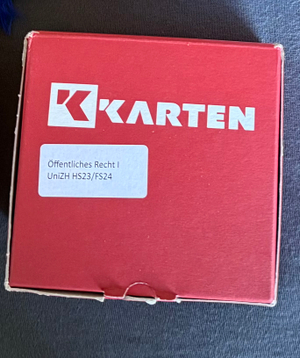 KARTEN
Öffentliches Recht I
UniZH HS23/FS24